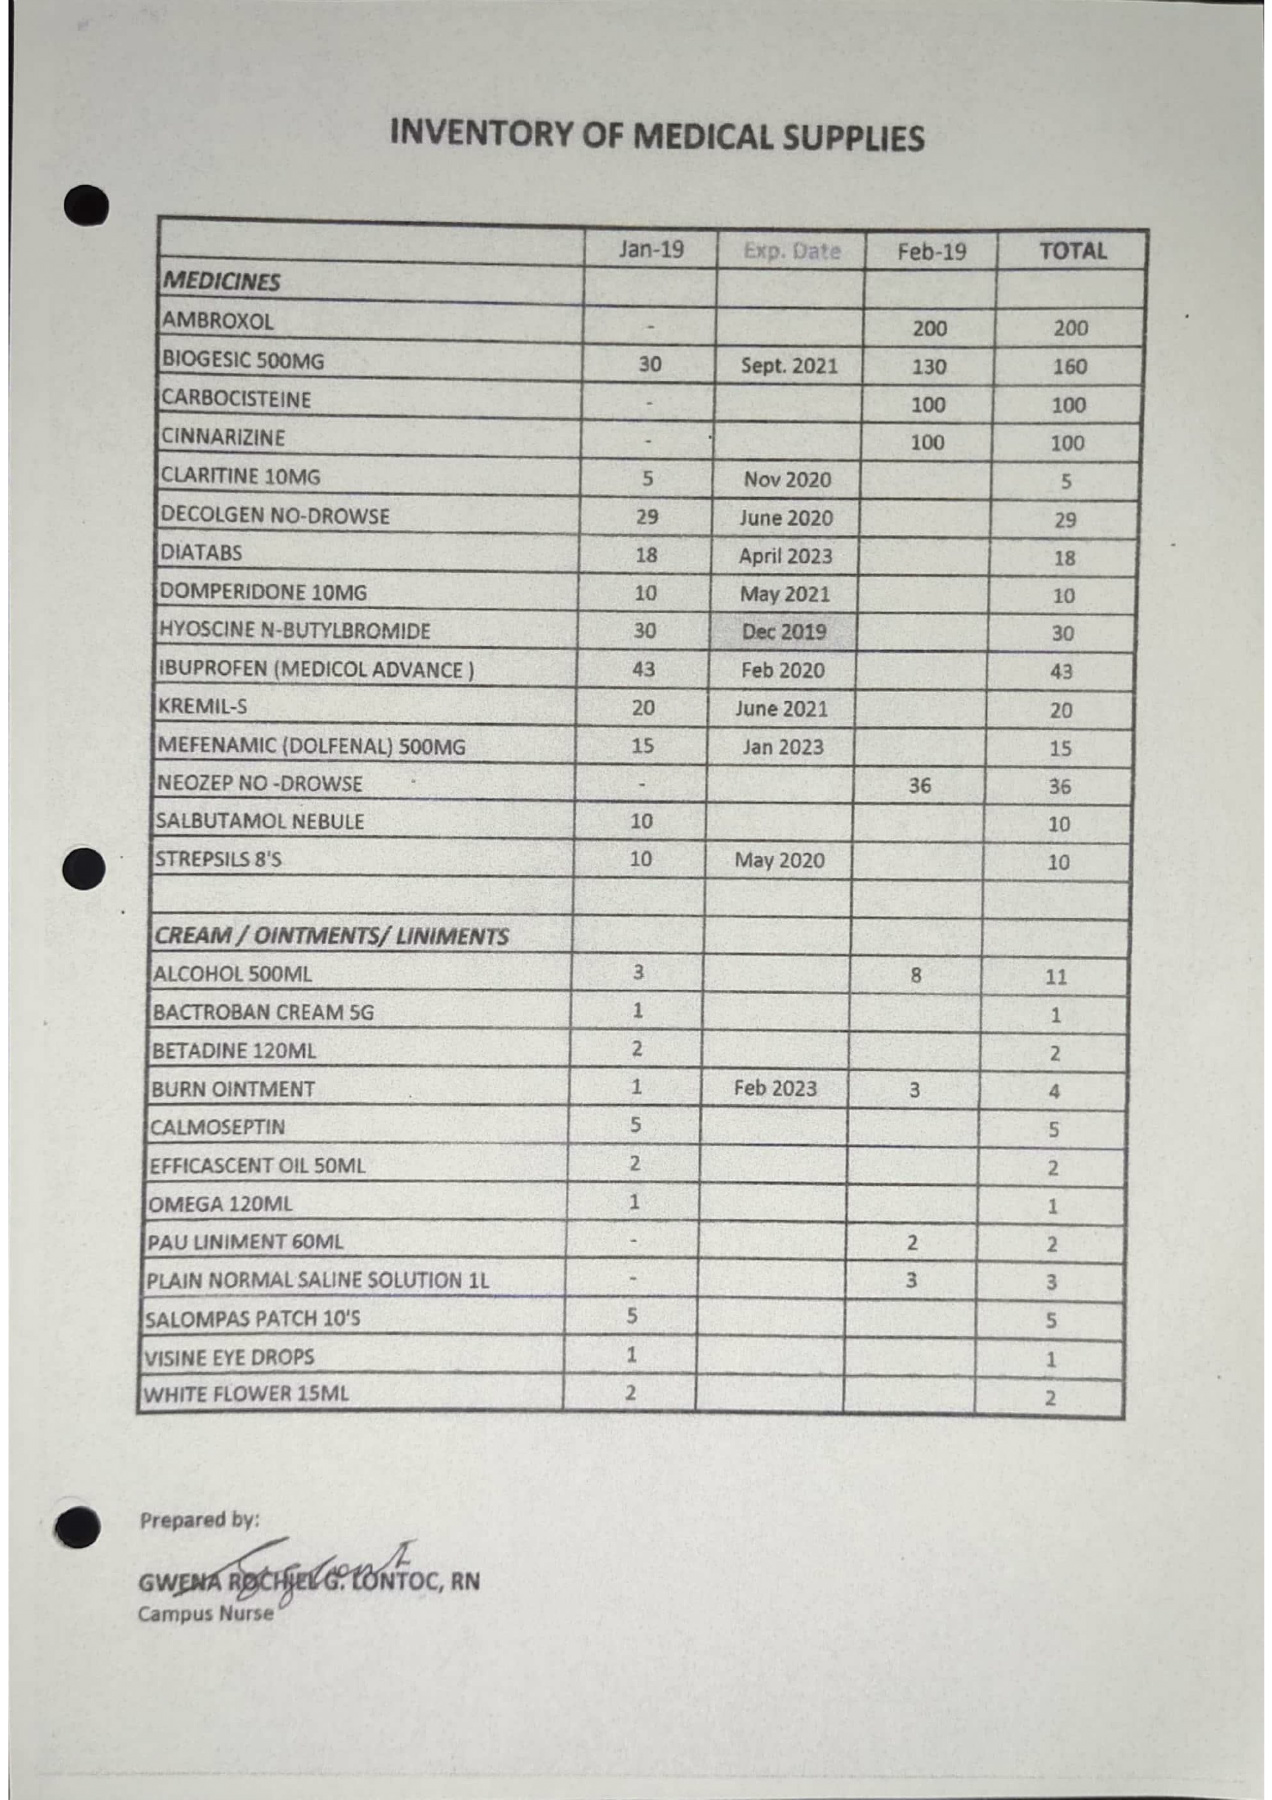 INVENTORY OF MEDICAL SUPPLIES
Jan-19 Exp. Date Feb-19 TOTAL
MEDICINES
AMBROXOL - 200 200
BIOGESIC 500MG 30 Sept. 2021 130 160
CARBOCISTEINE - 100 100
CINNARIZINE - 100 100
CLARITINE 10MG 5 Nov 2020 5
DECOLGEN NO-DROWSE 29 June 2020 29
DIATABS 18 April 2023 18
DOMPERIDONE 10MG 10 May 2021 10
HYOSCINE N-BUTYLBROMIDE 30 Dec 2019 30
IBUPROFEN (MEDICOL ADVANCE ) 43 Feb 2020 43
KREMIL-S 20 June 2021 20
MEFENAMIC (DOLFENAL) 500MG 15 Jan 2023 15
NEOZEP NO -DROWSE - 36 36
SALBUTAMOL NEBULE 10 10
STREPSILS 8'S 10 May 2020 10
CREAM / OINTMENTS/ LINIMENTS
ALCOHOL 500ML 3 8 11
BACTROBAN CREAM 5G 1 1
BETADINE 120ML 2 2
BURN OINTMENT 1 Feb 2023 3 4
CALMOSEPTIN 5 5
EFFICASCENT OIL 50ML 2 2
OMEGA 120ML 1 1
PAU LINIMENT 60ML - 2 2
PLAIN NORMAL SALINE SOLUTION 1L - 3 3
SALOMPAS PATCH 10'S 5 5
VISINE EYE DROPS 1 1
WHITE FLOWER 15ML 2 2
Prepared by:
GWENA ROCHIEL G. LONTOC, RN
Campus Nurse